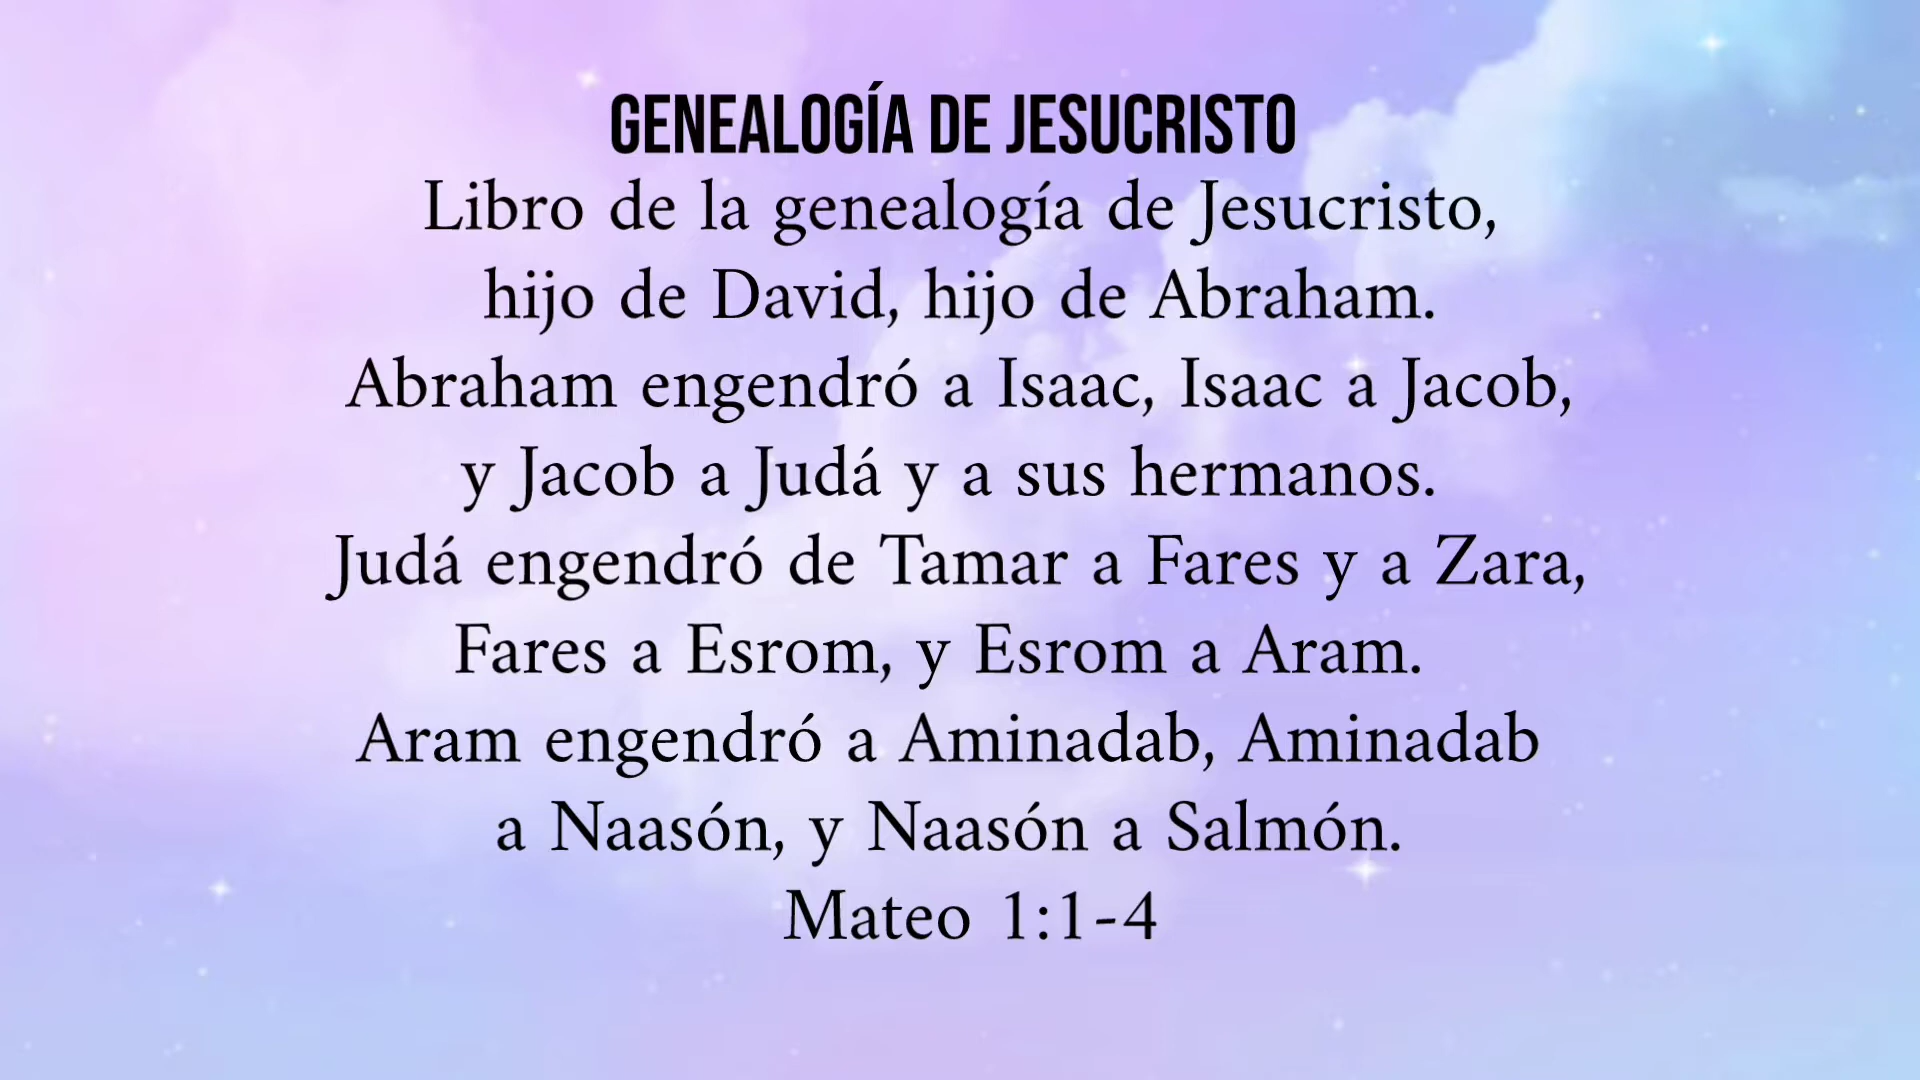 GENEALOGÍA DE JESUCRISTO
Libro de la genealogía de Jesucristo,
hijo de David, hijo de Abraham.
Abraham engendró a Isaac, Isaac a Jacob,
y Jacob a Judá y a sus hermanos.
Judá engendró de Tamar a Fares y a Zara,
Fares a Esrom, y Esrom a Aram.
Aram engendró a Aminadab, Aminadab
a Naasón, y Naasón a Salmón.
Mateo 1:1-4